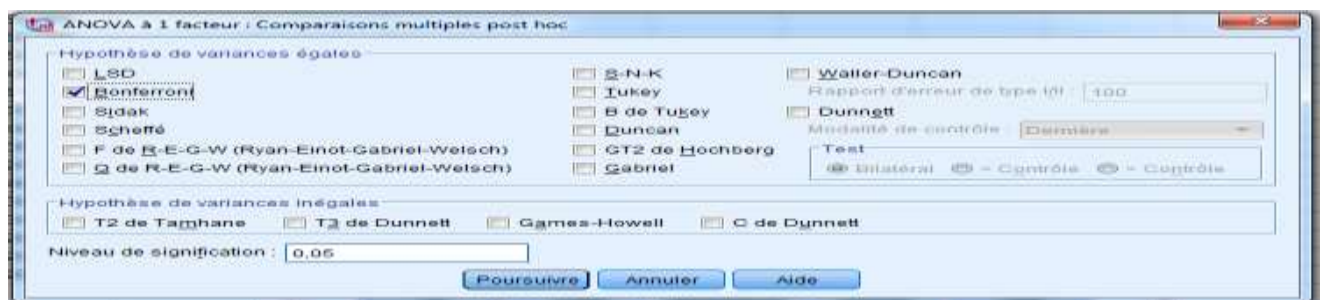 ANOVA à 1 facteur : Comparaisons multiples post hoc
Hypothèse de variances égales
LSD
S-N-K
Waller-Duncan
Bonferroni
Tukey
Rapport d'erreur de type I/II : 100
Sidak
B de Tukey
Dunnett
Scheffé
Duncan
Modalité de contrôle : Dernière
F de R-E-G-W (Ryan-Einot-Gabriel-Welsch)
GT2 de Hochberg
Test
Q de R-E-G-W (Ryan-Einot-Gabriel-Welsch)
Gabriel
Bilatéral Contrôle Contrôle
Hypothèse de variances inégales
T2 de Tamhane T3 de Dunnett Games-Howell C de Dunnett
Niveau de signification : 0,05
Poursuivre Annuler Aide